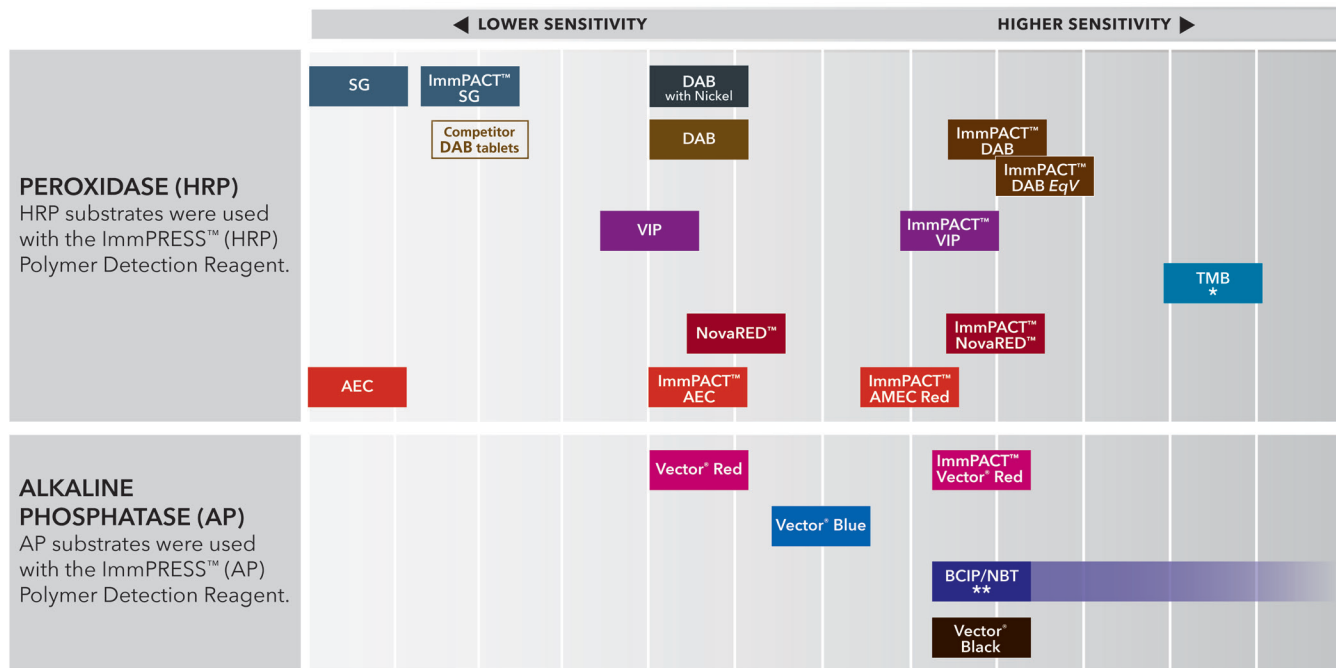 ◀ LOWER SENSITIVITY
HIGHER SENSITIVITY ▶
PEROXIDASE (HRP)
HRP substrates were used
with the ImmPRESS™ (HRP)
Polymer Detection Reagent.
SG
ImmPACT™
SG
DAB
with Nickel
Competitor
DAB tablets
DAB
ImmPACT™
DAB
ImmPACT™
DAB EqV
VIP
ImmPACT™
VIP
TMB
*
NovaRED™
ImmPACT™
NovaRED™
AEC
ImmPACT™
AEC
ImmPACT™
AMEC Red
ALKALINE
PHOSPHATASE (AP)
AP substrates were used
with the ImmPRESS™ (AP)
Polymer Detection Reagent.
Vector® Red
ImmPACT™
Vector® Red
Vector® Blue
BCIP/NBT
**
Vector®
Black